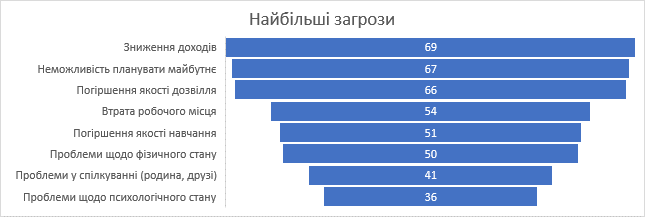 Найбільші загрози
Зниження доходів 69
Неможливість планувати майбутнє 67
Погіршення якості дозвілля 66
Втрата робочого місця 54
Погіршення якості навчання 51
Проблеми щодо фізичного стану 50
Проблеми у спілкуванні (родина, друзі) 41
Проблеми щодо психологічного стану 36